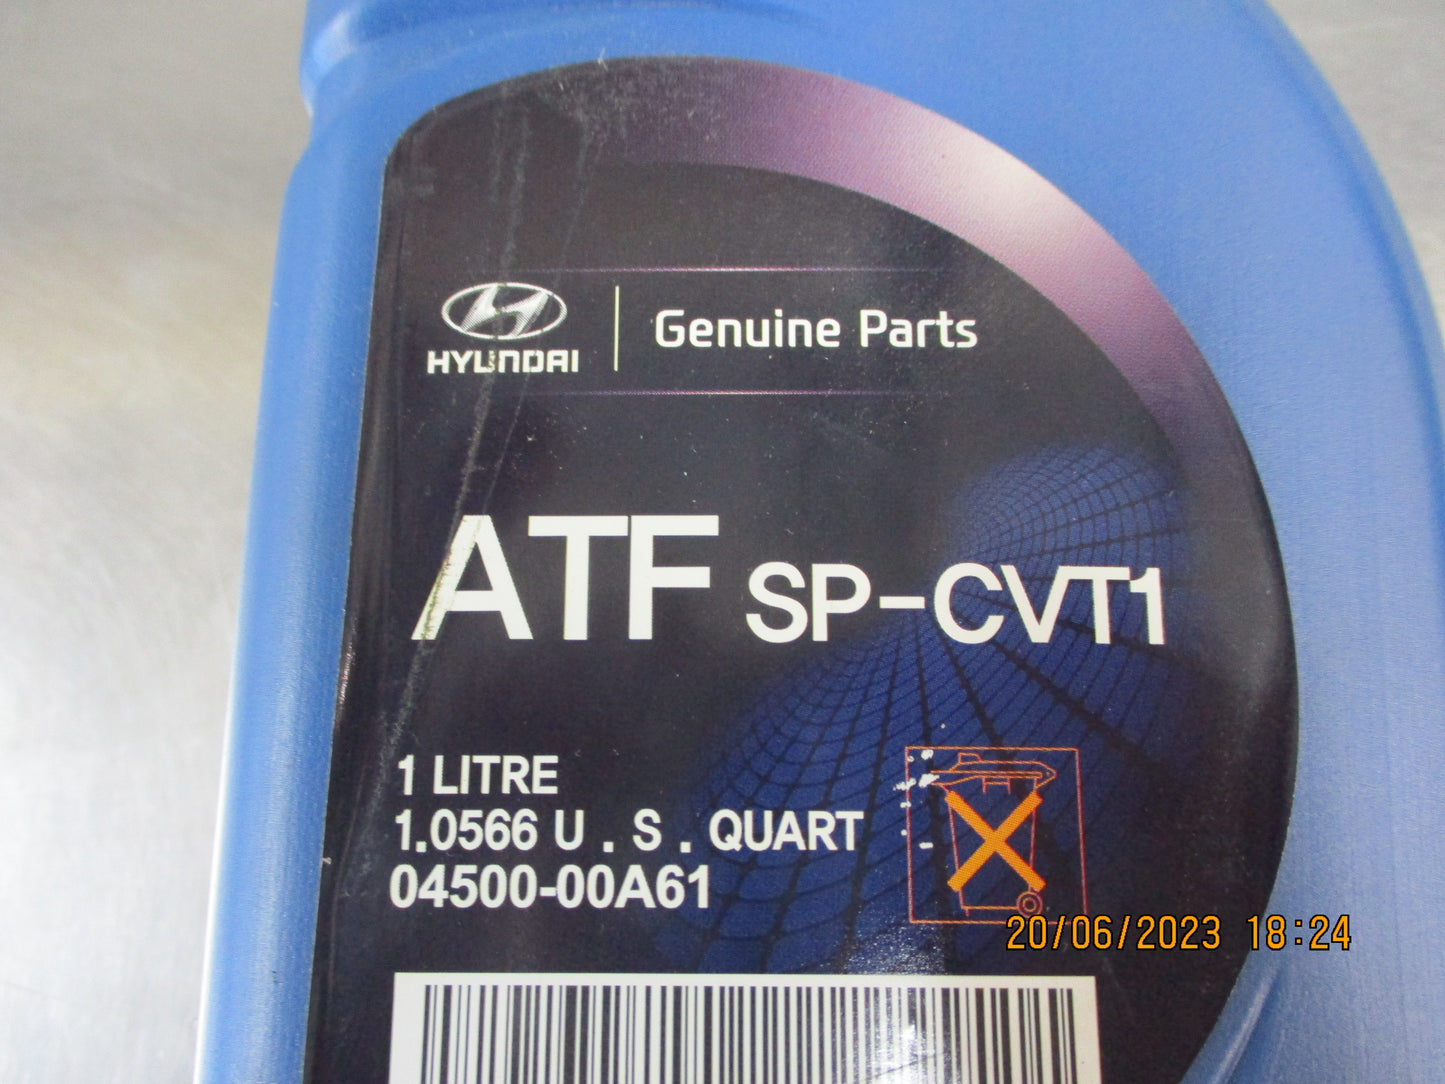 HYUNDAI
Genuine Parts
ATF SP-CVT1
1 LITRE
1.0566 U . S . QUART
04500-00A61
20/06/2023 18:24